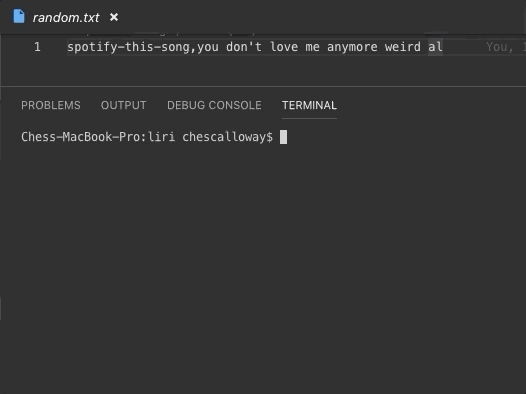 random.txt ×
1 spotify-this-song,you don't love me anymore weird al You,
PROBLEMS OUTPUT DEBUG CONSOLE TERMINAL
Chess-MacBook-Pro:liri chescalloway$